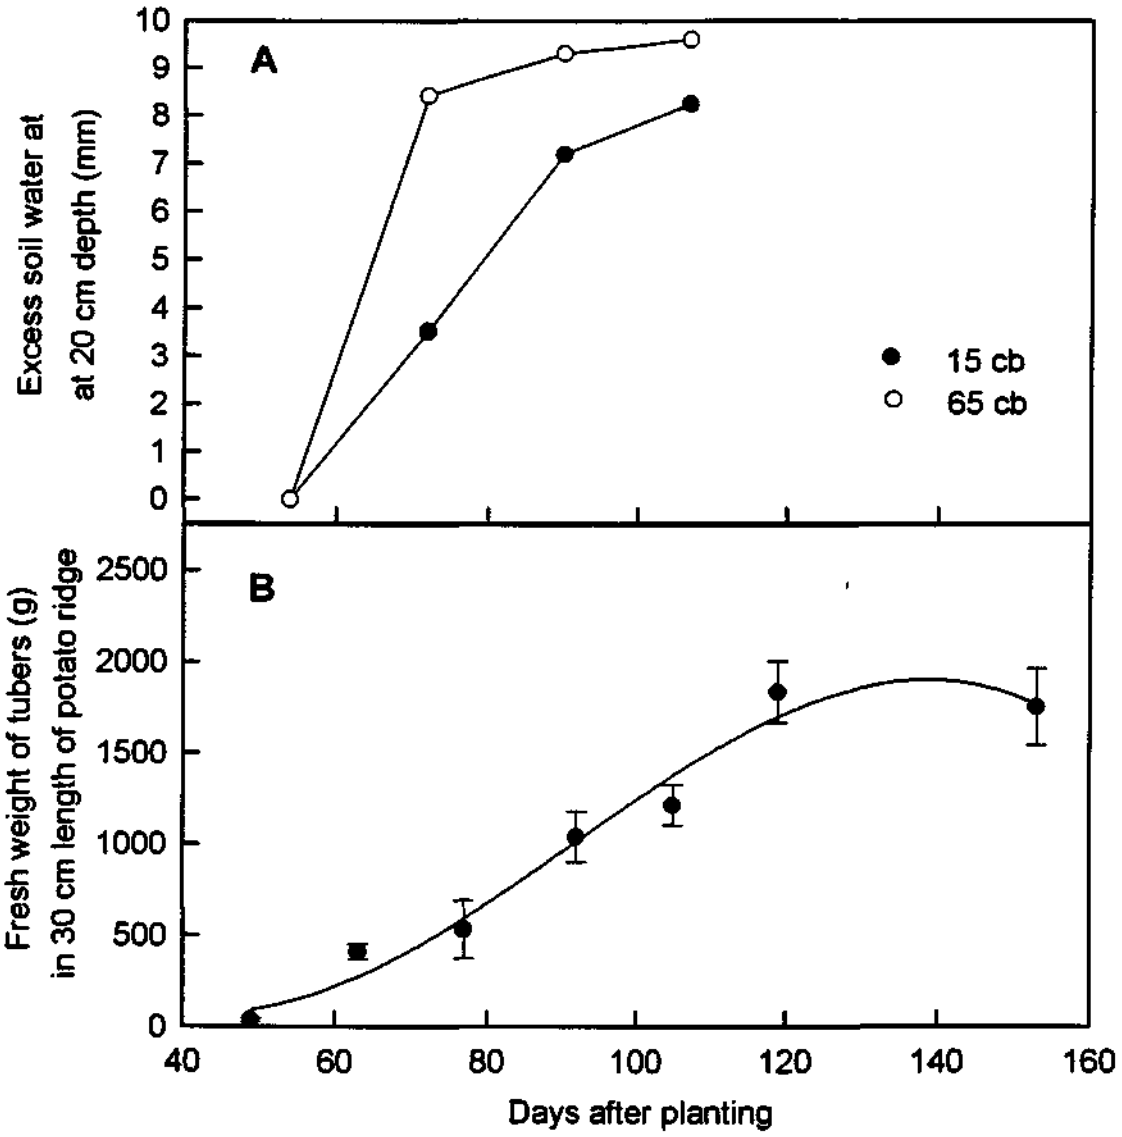 A
Excess soil water at
at 20 cm depth (mm)
10
9
8
7
6
5
4
3
2
1
0
15 cb
65 cb
B
Fresh weight of tubers (g)
in 30 cm length of potato ridge
2500
2000
1500
1000
500
0
40 60 80 100 120 140 160
Days after planting